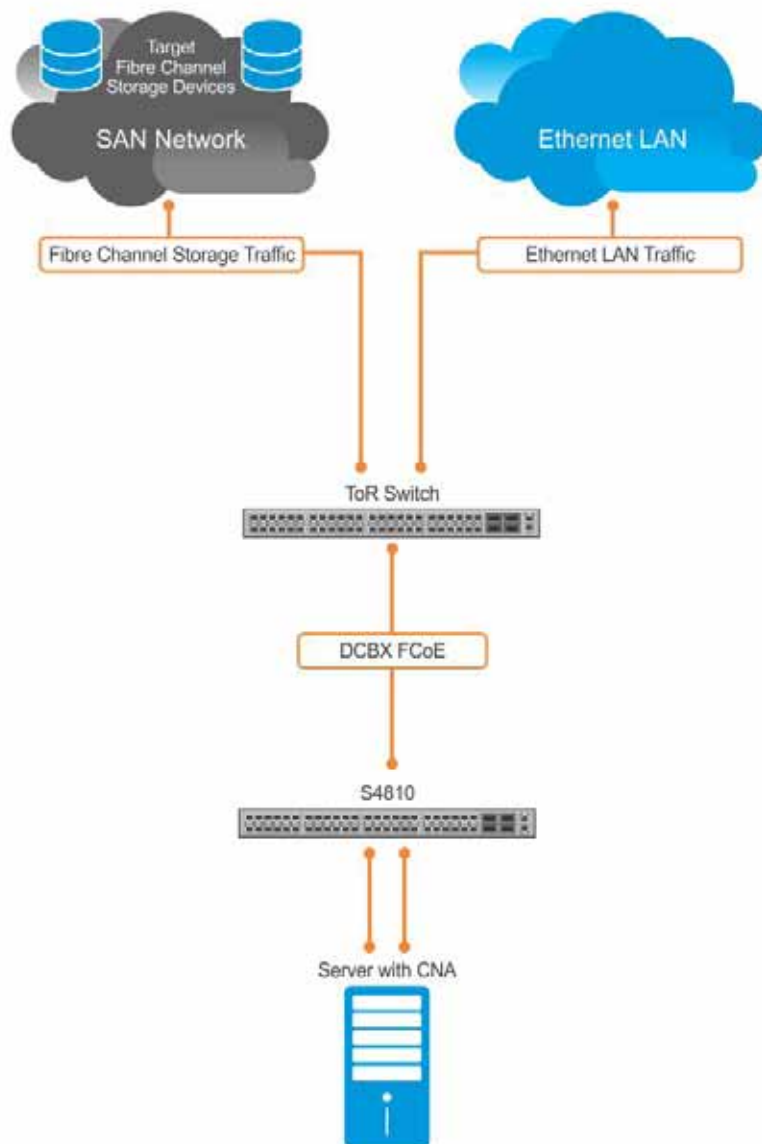 Target
Fibre Channel
Storage Devices
SAN Network
Ethernet LAN
Fibre Channel Storage Traffic
Ethernet LAN Traffic
ToR Switch
DCBX FCoE
S4810
Server with CNA